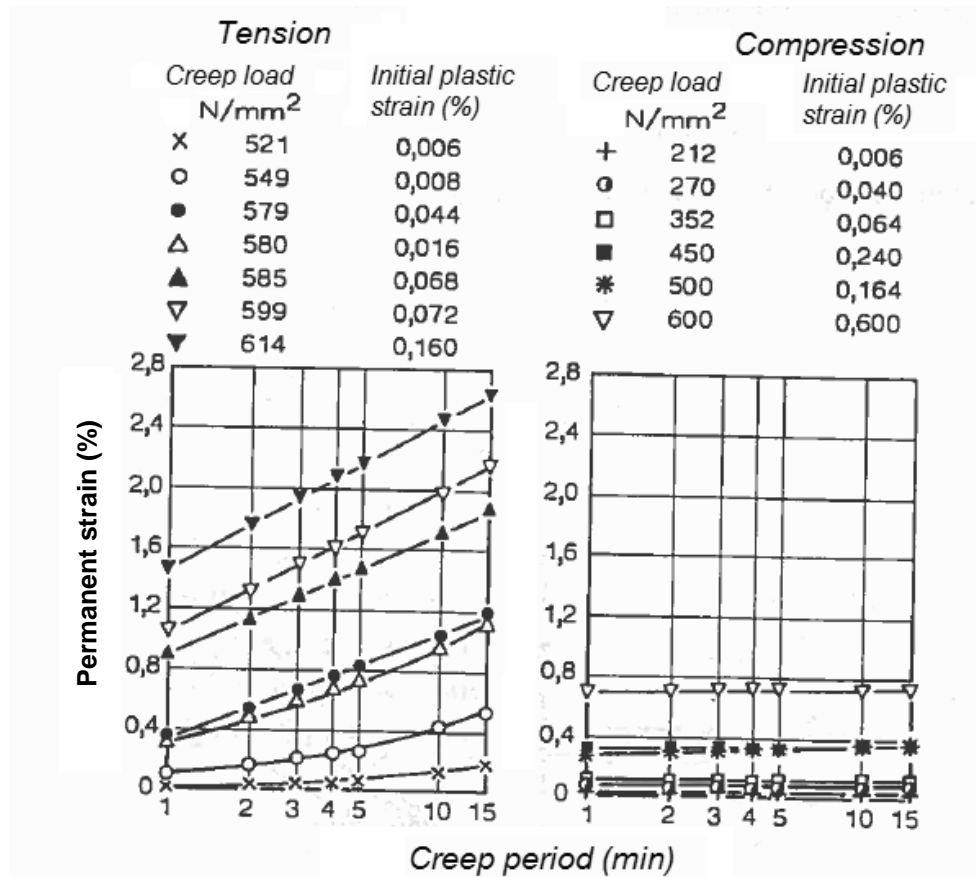 Tension
Creep load Initial plastic
N/mm² strain (%)
× 521 0,006
○ 549 0,008
● 579 0,044
△ 580 0,016
▲ 585 0,068
▽ 599 0,072
▼ 614 0,160
Compression
Creep load Initial plastic
N/mm² strain (%)
+ 212 0,006
◑ 270 0,040
□ 352 0,064
■ 450 0,240
✳ 500 0,164
▽ 600 0,600
Permanent strain (%)
2,8
2,4
2,0
1,6
1,2
0,8
0,4
0
1 2 3 4 5 10 15
2,8
2,4
2,0
1,6
1,2
0,8
0,4
0
1 2 3 4 5 10 15
Creep period (min)